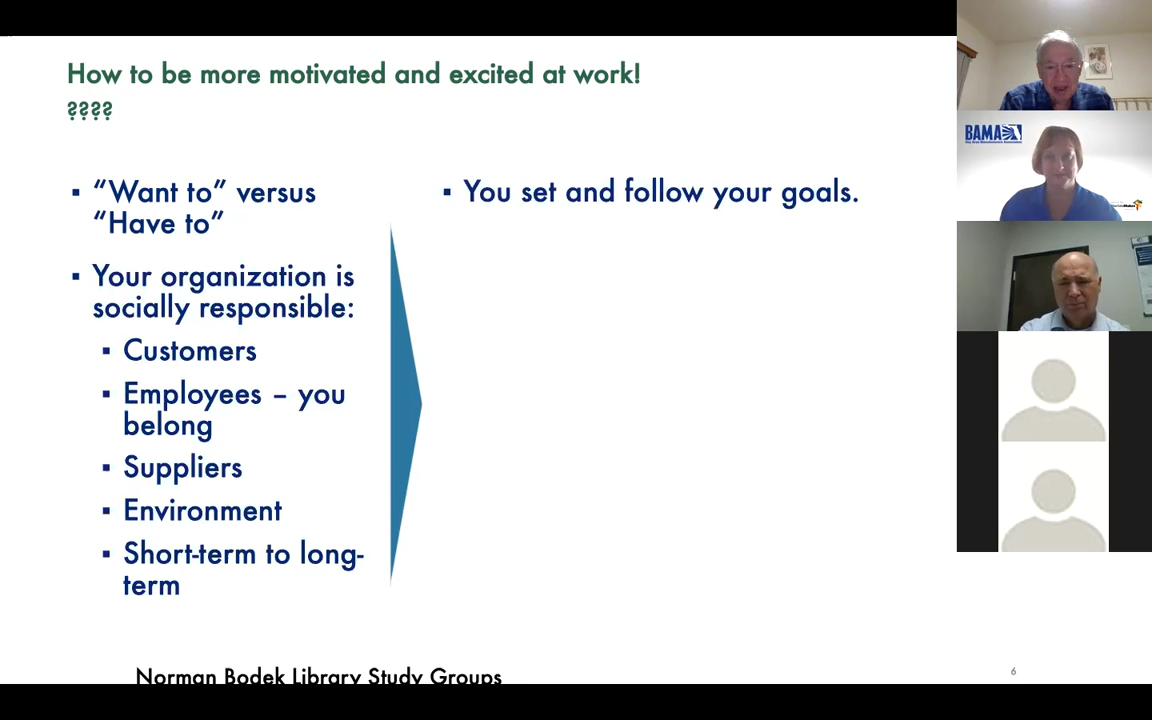 How to be more motivated and excited at work!
????
▪ “Want to” versus
“Have to”
▪ Your organization is
socially responsible:
▪ Customers
▪ Employees – you
belong
▪ Suppliers
▪ Environment
▪ Short-term to long-
term
▪ You set and follow your goals.
Norman Bodek Library Study Groups
6
BAMA